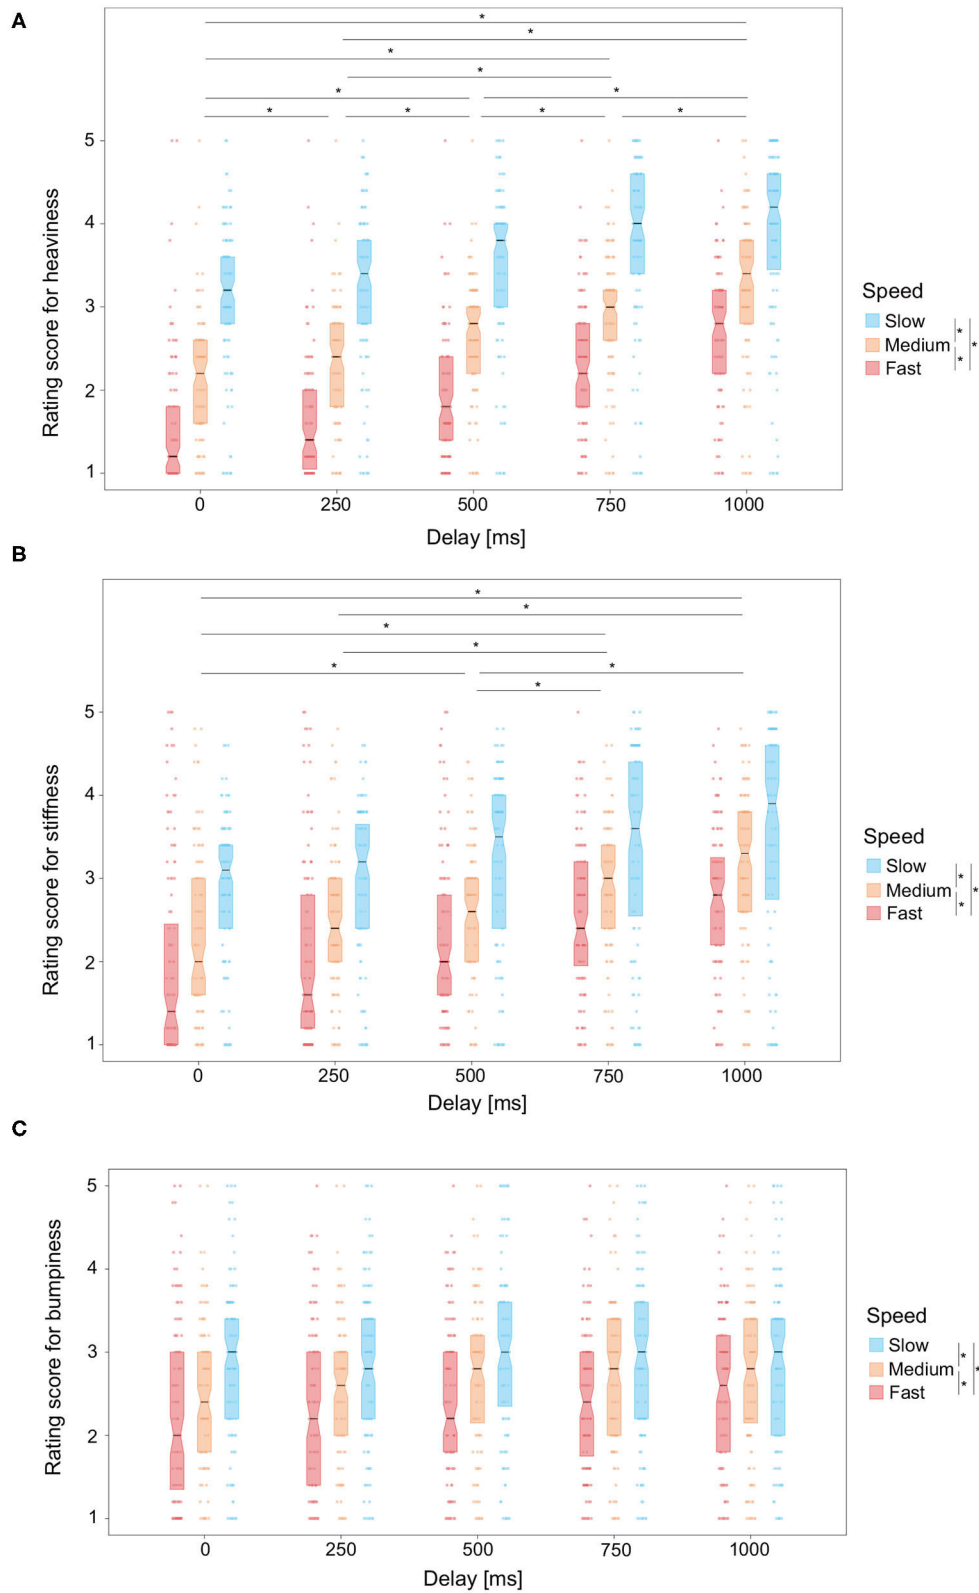 A
* 
* 
* 
* 
* *
* * * *
5
4
3
2
1
Rating score for heaviness
0 250 500 750 1000
Delay [ms]
Speed
Slow
Medium
Fast
* * *
B
* 
* 
* 
* 
* *
* 
5
4
3
2
1
Rating score for stiffness
0 250 500 750 1000
Delay [ms]
Speed
Slow
Medium
Fast
* * *
C
5
4
3
2
1
Rating score for bumpiness
0 250 500 750 1000
Delay [ms]
Speed
Slow
Medium
Fast
* * *